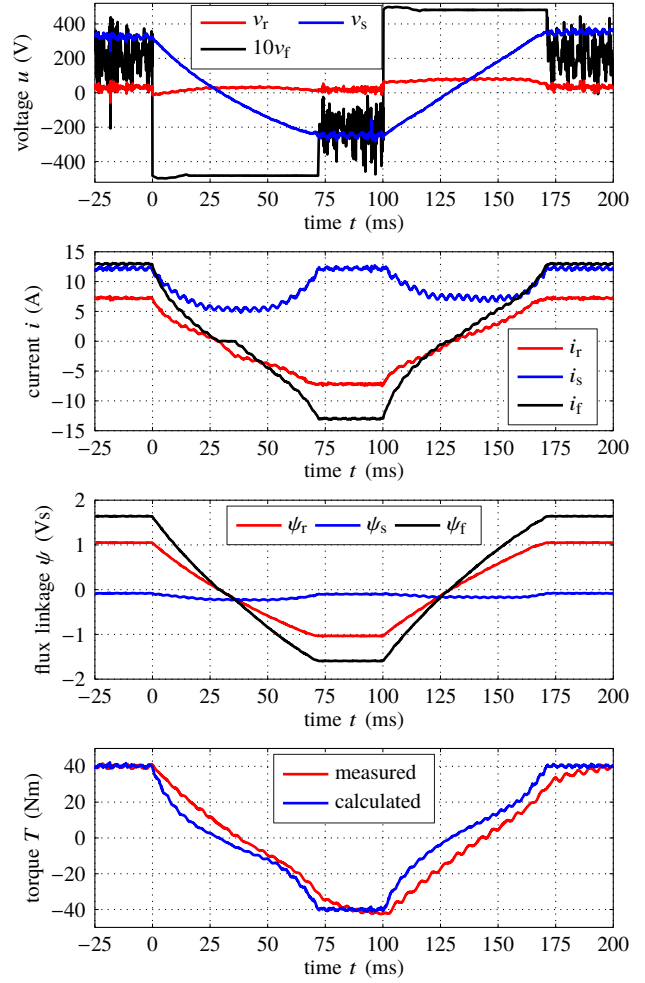 v_r v_s
10v_f
400
200
0
−200
−400
voltage u (V)
−25 0 25 50 75 100 125 150 175 200
time t (ms)
15
10
5
0
−5
−10
−15
current i (A)
i_r
i_s
i_f
−25 0 25 50 75 100 125 150 175 200
time t (ms)
ψ_r ψ_s ψ_f
2
1
0
−1
−2
flux linkage ψ (Vs)
−25 0 25 50 75 100 125 150 175 200
time t (ms)
measured
calculated
40
20
0
−20
−40
torque T (Nm)
−25 0 25 50 75 100 125 150 175 200
time t (ms)